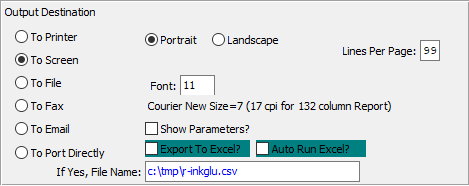 Output Destination
To Printer
Portrait
Landscape
Lines Per Page: 99
To Screen
To File
Font: 11
To Fax
Courier New Size=7 (17 cpi for 132 column Report)
To Email
Show Parameters?
To Port Directly
Export To Excel?
Auto Run Excel?
If Yes, File Name: c:\tmp\r-inkglu.csv